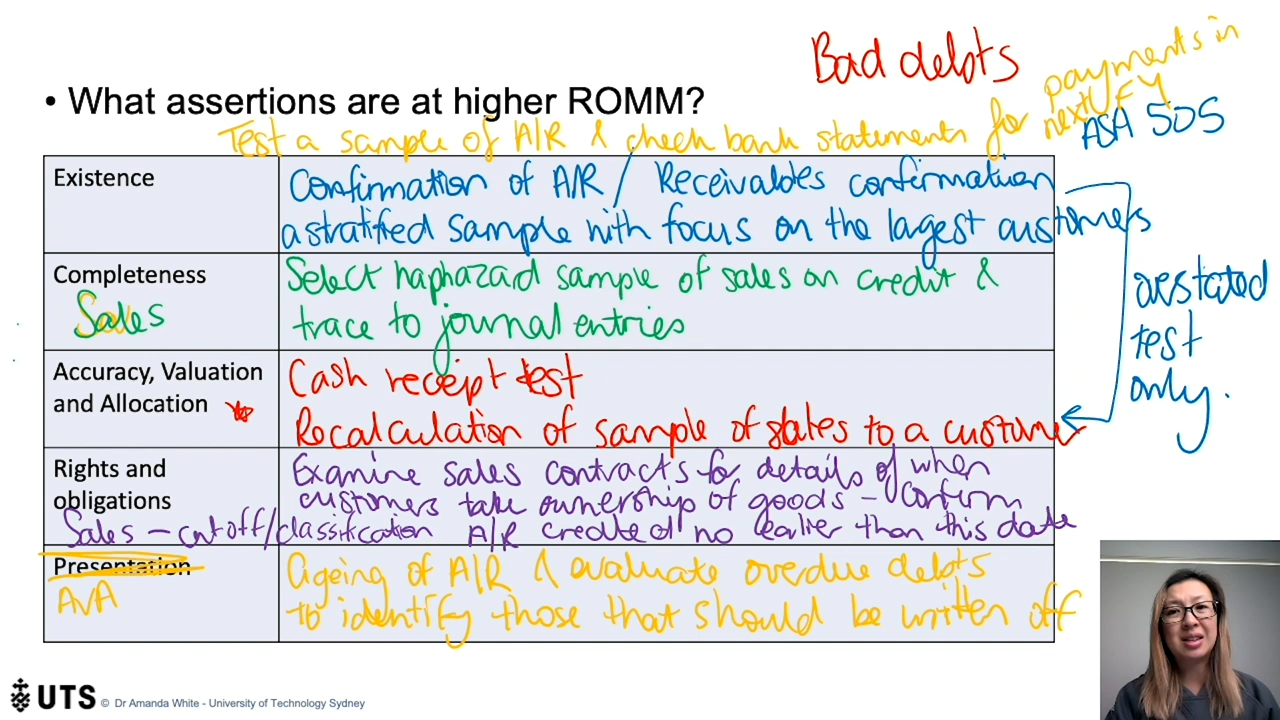 Bad debts
• What assertions are at higher ROMM?
Test a sample of A/R & check bank statements for payments in next FY
ASA 505
Existence
Confirmation of A/R / Receivables confirmation
a stratified sample with focus on the largest customers
Completeness
Sales
Select haphazard sample of sales on credit &
trace to journal entries
Accuracy, Valuation
and Allocation
Cash receipt test
Recalculation of sample of sales to a customer
test
only.
Rights and
obligations
Sales - cut off/classification
Examine sales contracts for details of when
customers take ownership of goods - confirm
A/R created no earlier than this date
Presentation
AVA
Ageing of A/R & evaluate overdue debts
to identify those that should be written off
UTS
© Dr Amanda White - University of Technology Sydney